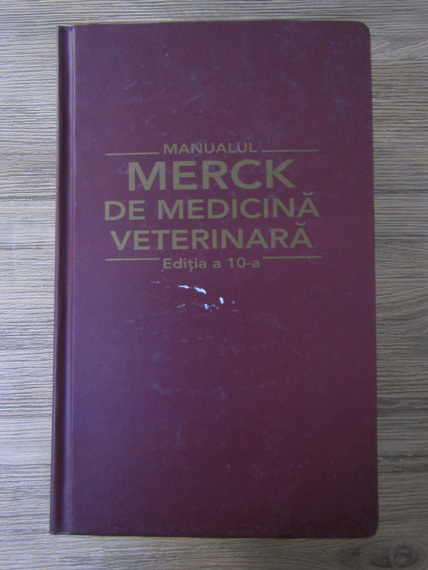 MANUALUL
MERCK
DE MEDICINĂ
VETERINARĂ
Ediția a 10-a